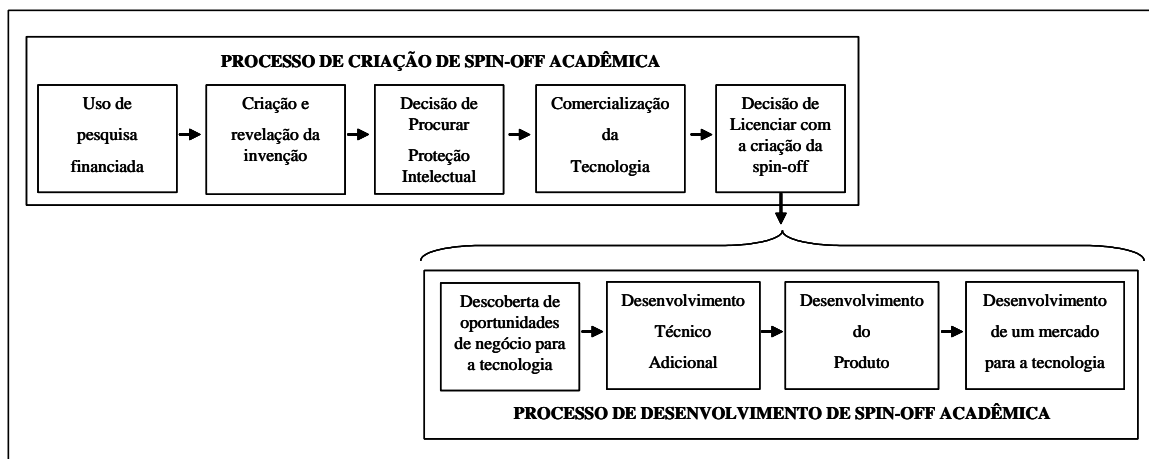 PROCESSO DE CRIAÇÃO DE SPIN-OFF ACADÊMICA
Uso de
pesquisa
financiada
Criação e
revelação da
invenção
Decisão de
Procurar
Proteção
Intelectual
Comercialização
da
Tecnologia
Decisão de
Licenciar com
a criação da
spin-off
Descoberta de
oportunidades
de negócio para
a tecnologia
Desenvolvimento
Técnico
Adicional
Desenvolvimento
do
Produto
Desenvolvimento
de um mercado
para a tecnologia
PROCESSO DE DESENVOLVIMENTO DE SPIN-OFF ACADÊMICA